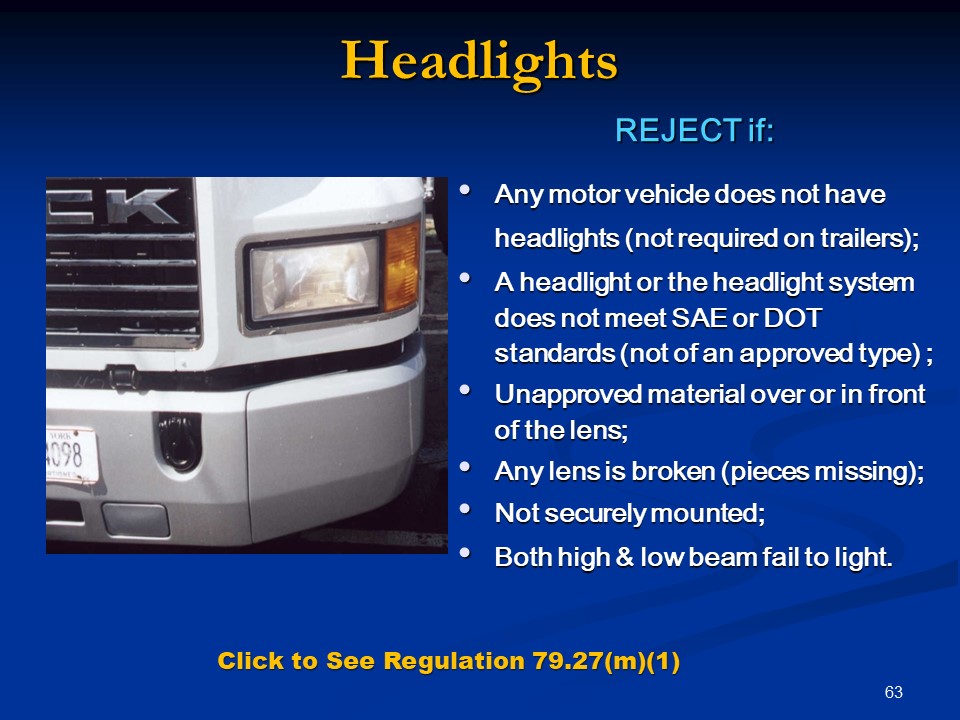 Headlights
REJECT if:
CK
YORK
4098
• Any motor vehicle does not have
headlights (not required on trailers);
• A headlight or the headlight system
does not meet SAE or DOT
standards (not of an approved type) ;
• Unapproved material over or in front
of the lens;
• Any lens is broken (pieces missing);
• Not securely mounted;
• Both high & low beam fail to light.
Click to See Regulation 79.27(m)(1)
63